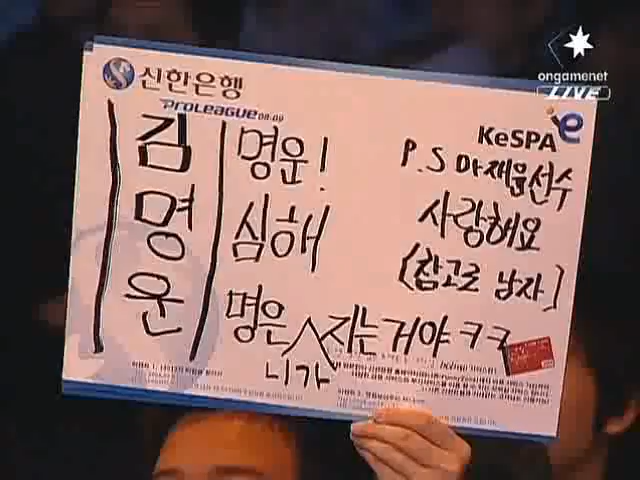 ongamenet
LIVE
신한은행
PROLEAGUE 08-09
KeSPA
김명운
명운!
심해
명은 니가 지는거야 ㅋㅋ
P.S 마재윤선수
사랑해요
(참고로 남자)